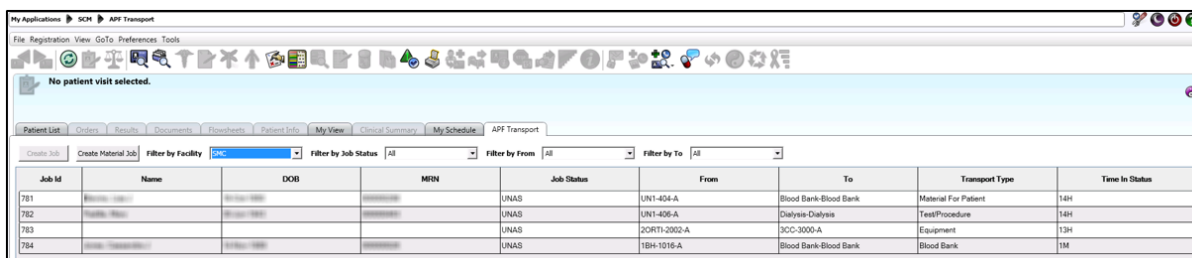 My Applications SCM APF Transport
File Registration View GoTo Preferences Tools
No patient visit selected.
Patient List Orders Results Documents Flowsheets Patient Info My View Clinical Summary My Schedule APF Transport
Create Job Create Material Job Filter by Facility SMC Filter by Job Status All Filter by From All Filter by To All
Job Id Name DOB MRN Job Status From To Transport Type Time In Status
781 UNAS UN1-404-A Blood Bank-Blood Bank Material For Patient 14H
782 UNAS UN1-406-A Dialysis-Dialysis Test/Procedure 14H
783 UNAS 2ORTI-2002-A 3CC-3000-A Equipment 13H
784 UNAS 1BH-1016-A Blood Bank-Blood Bank Blood Bank 1M